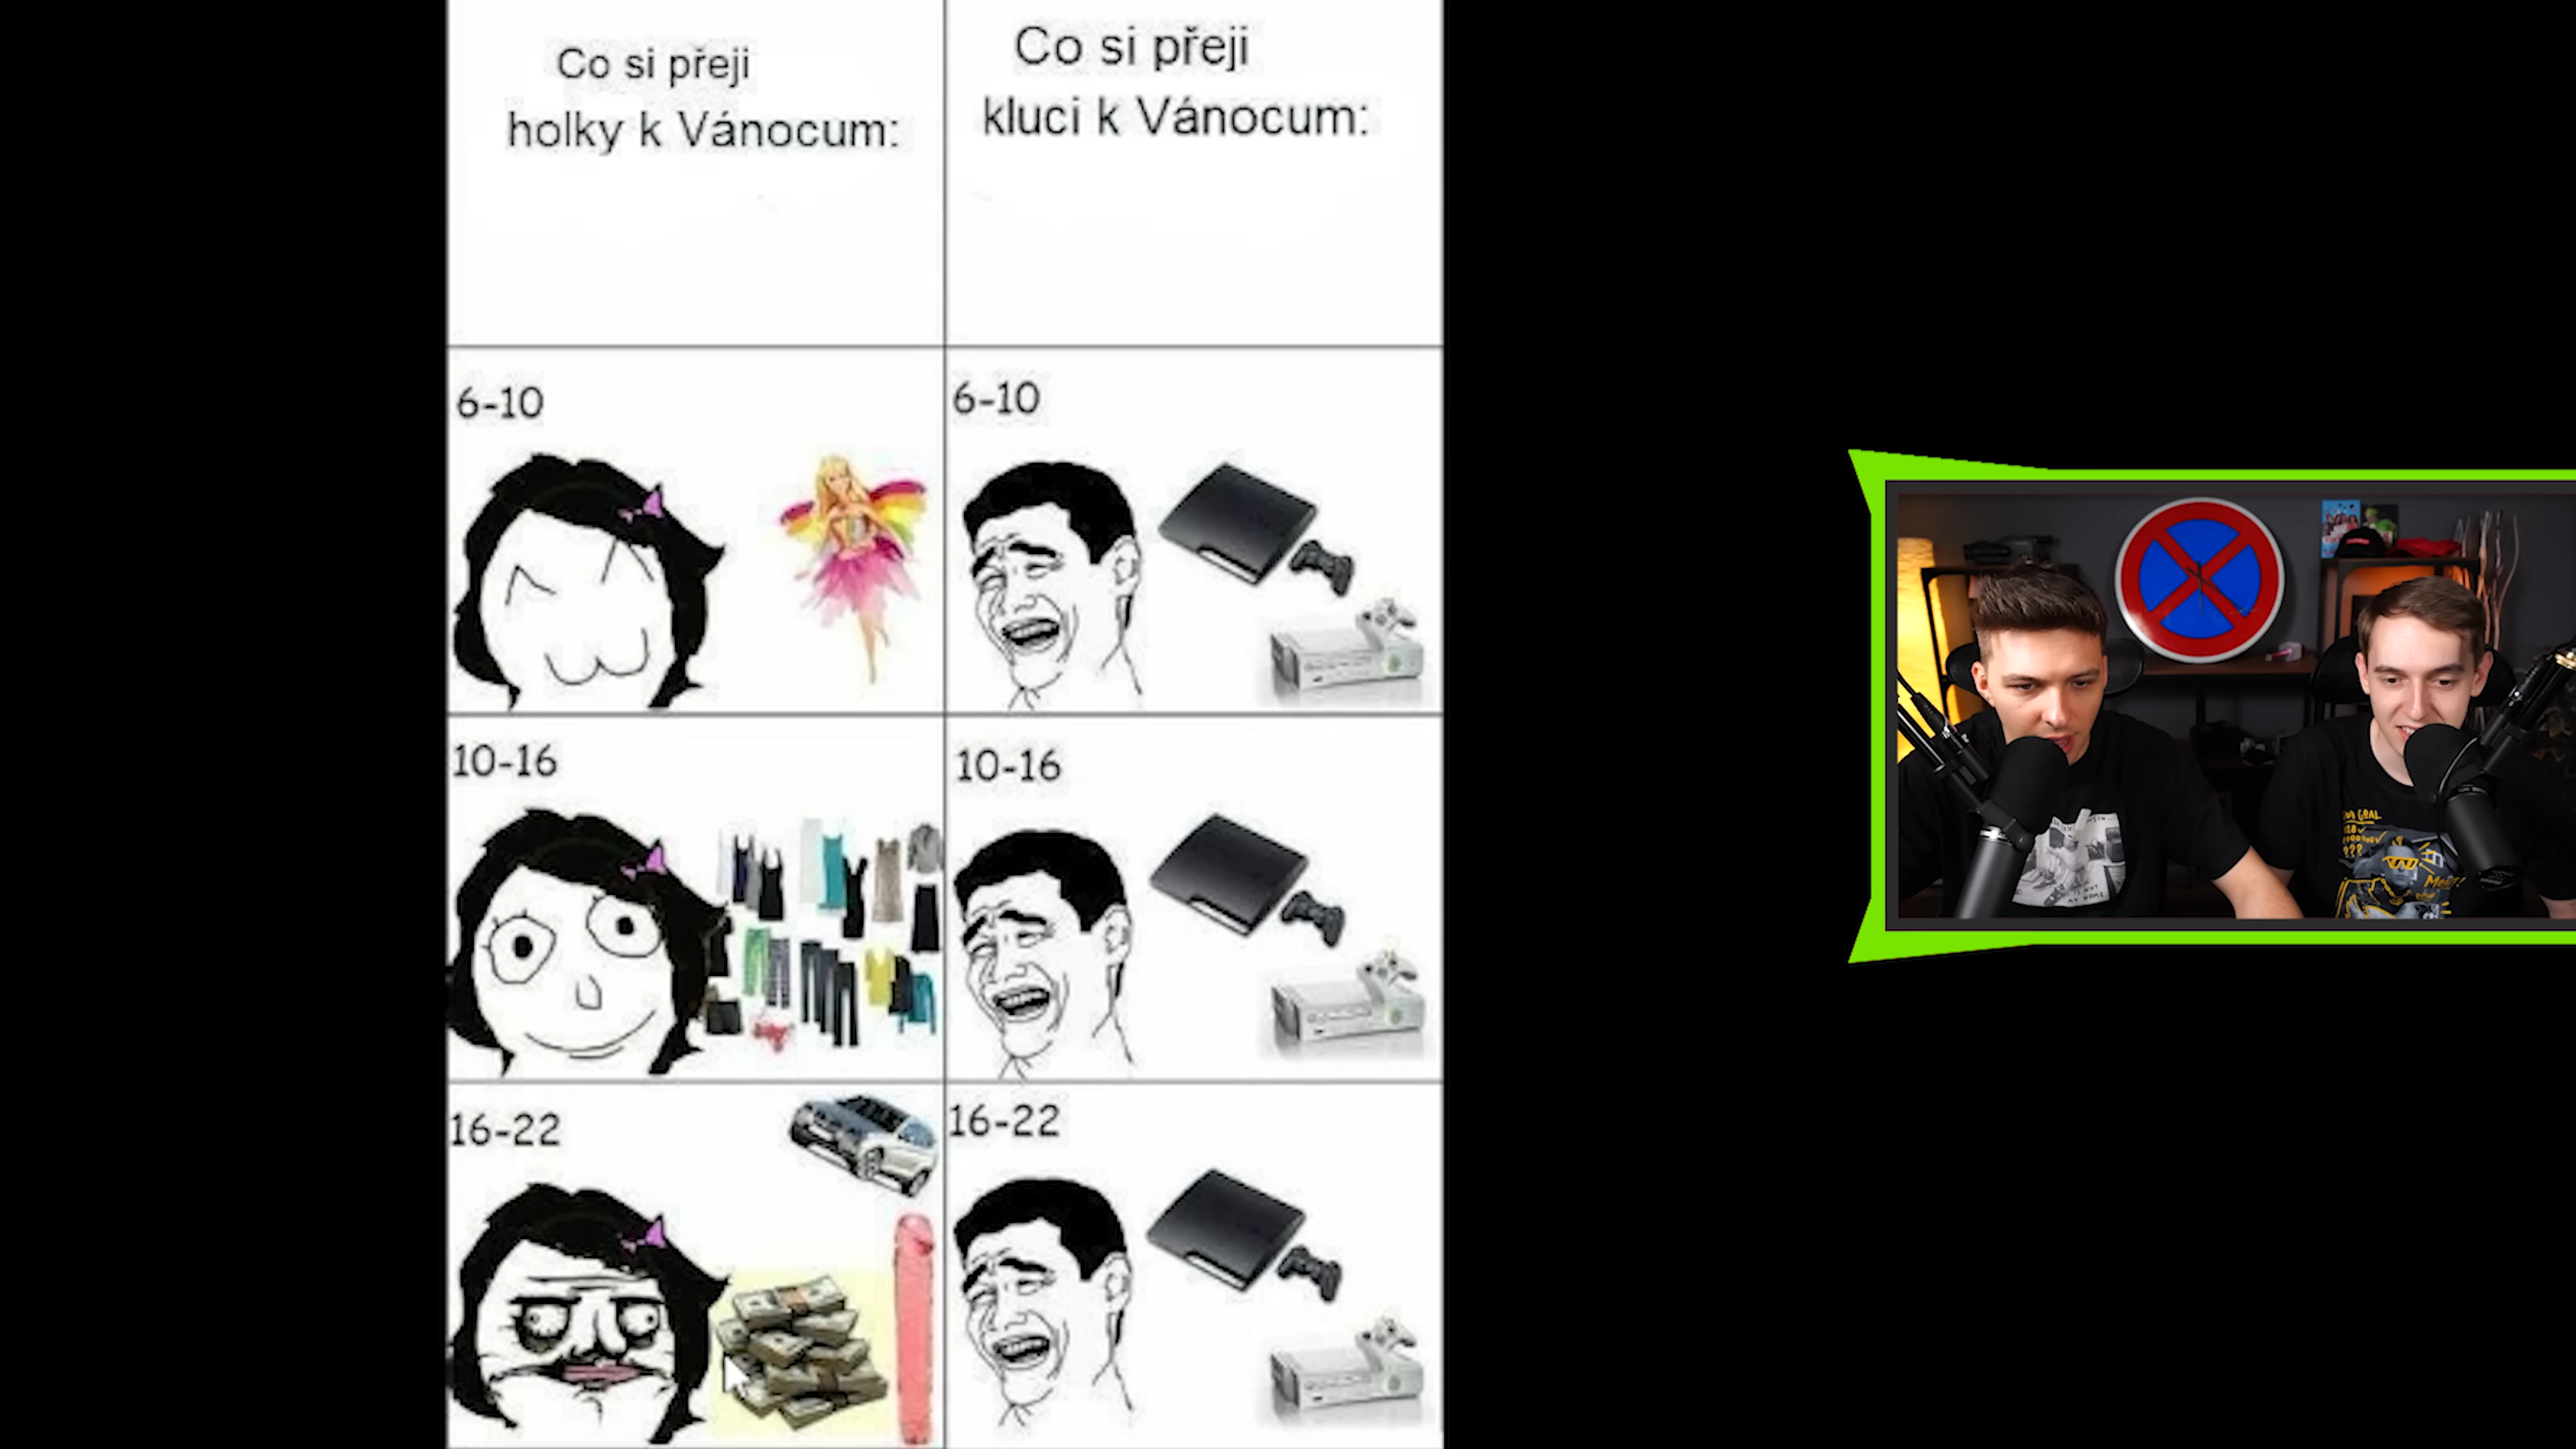 Co si přeji
holky k Vánocum:
Co si přeji
kluci k Vánocum:
6-10
6-10
10-16
10-16
16-22
16-22